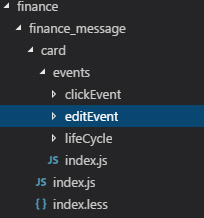 finance
finance_message
card
events
clickEvent
editEvent
lifeCycle
JS index.js
JS index.js
{ } index.less